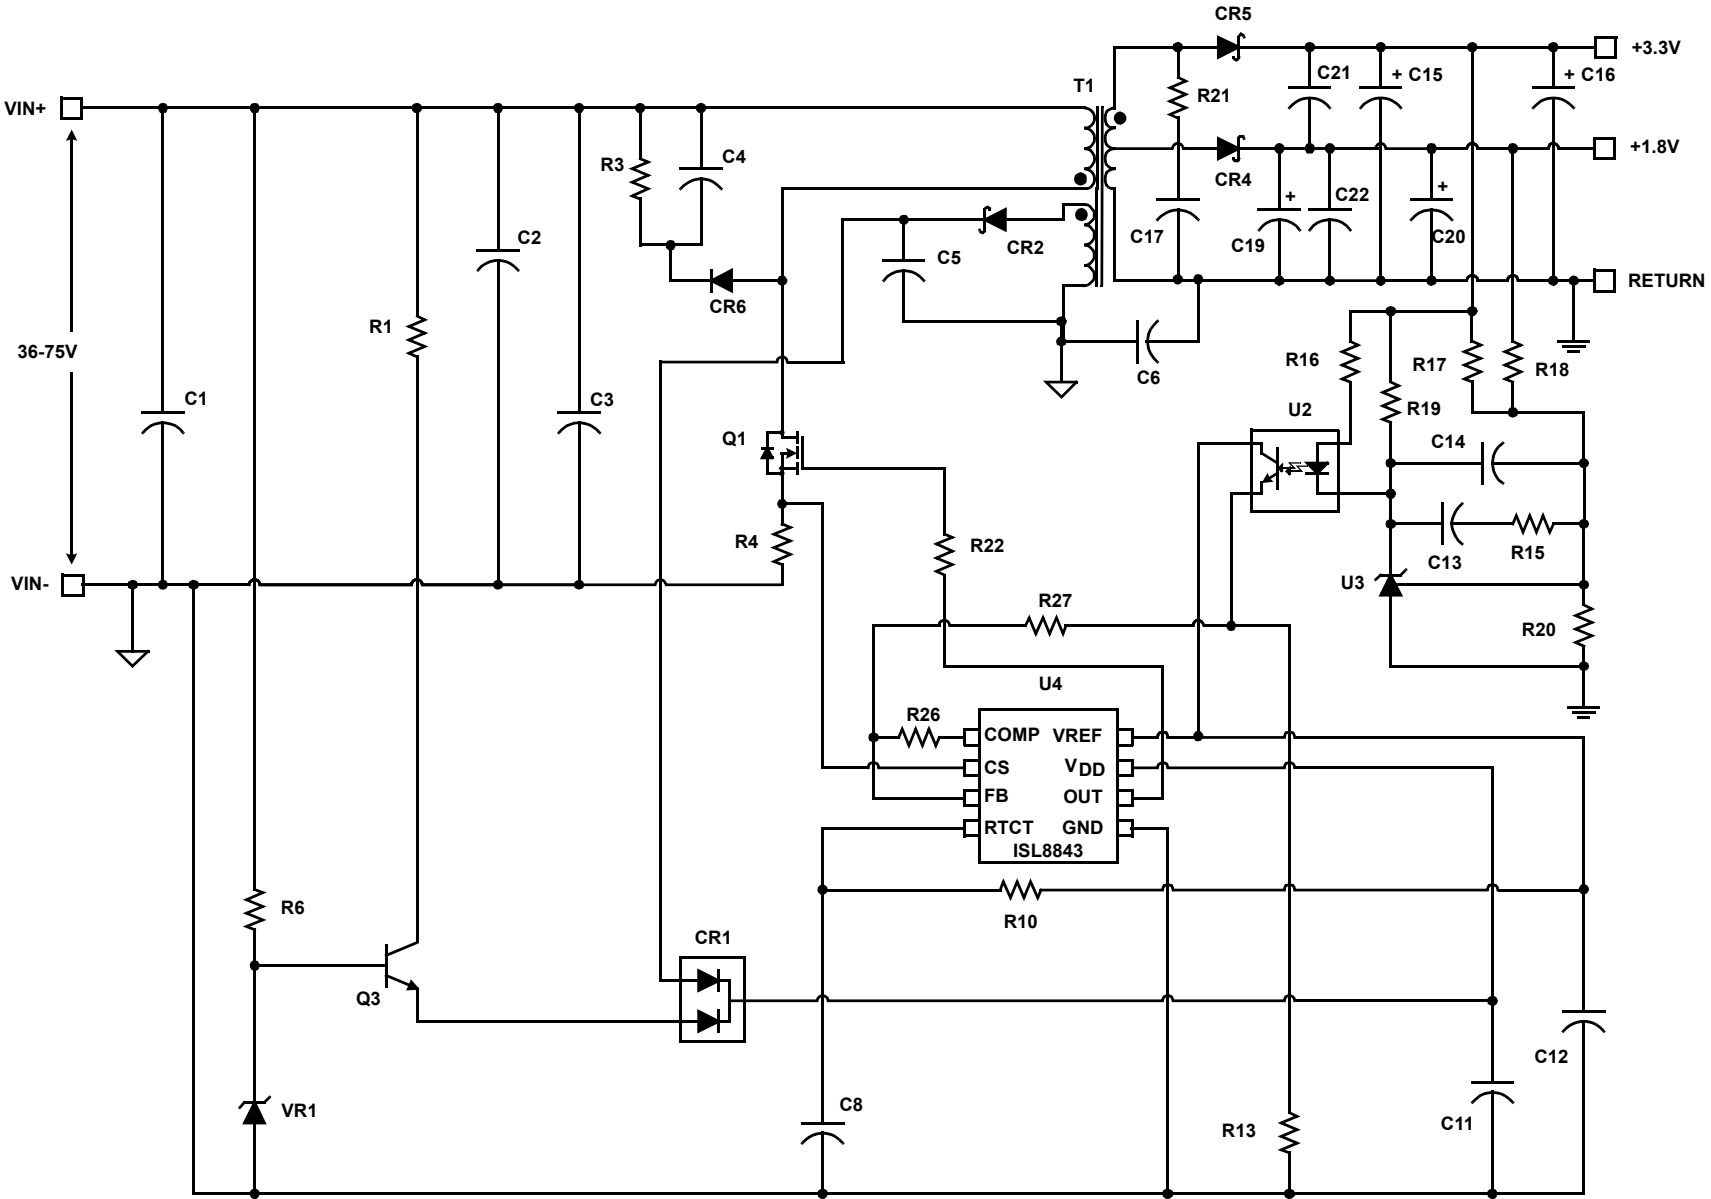 CR5
+3.3V
T1
C21
+ C15
+ C16
R21
VIN+
C4
R3
+1.8V
CR4
C22
+
+
C17
C19
C20
C2
CR2
C5
RETURN
CR6
R1
36-75V
C6
R16
R17
R18
C1
C3
U2
R19
Q1
C14
R4
R22
C13
R15
VIN-
U3
R27
R20
U4
R26
COMP
VREF
CS
VDD
FB
OUT
RTCT
GND
ISL8843
R6
R10
CR1
Q3
C12
VR1
C8
R13
C11